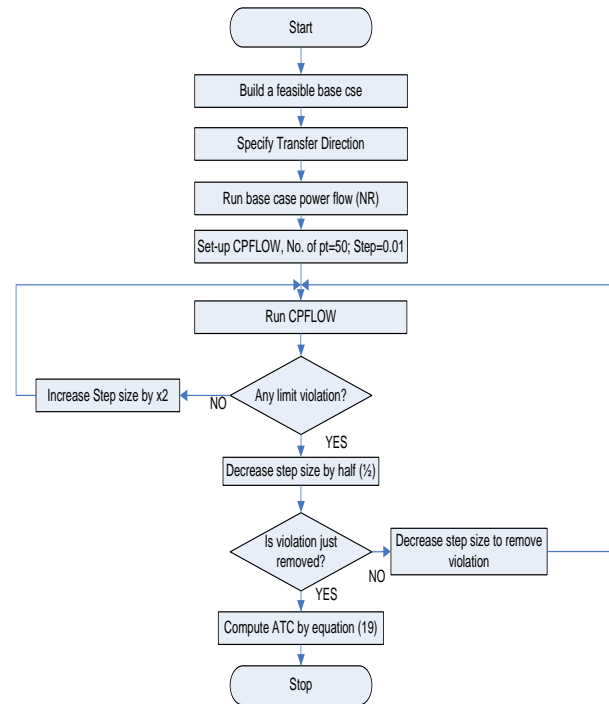 Start
Build a feasible base cse
Specify Transfer Direction
Run base case power flow (NR)
Set-up CPFLOW, No. of pt=50; Step=0.01
Run CPFLOW
Any limit violation?
NO
Increase Step size by x2
YES
Decrease step size by half (½)
Is violation just
removed?
NO
Decrease step size to remove
violation
YES
Compute ATC by equation (19)
Stop